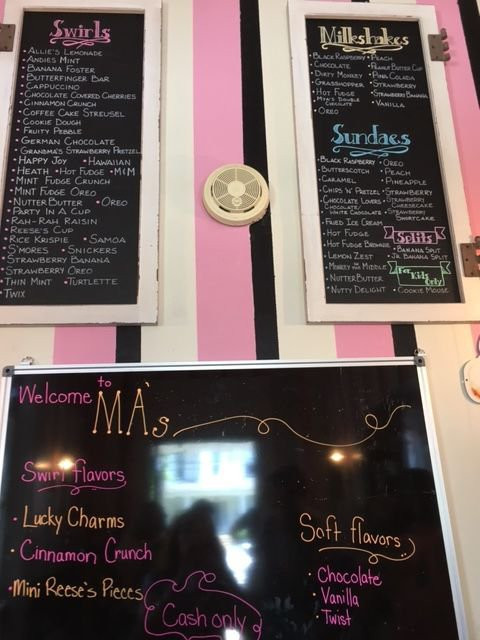 Swirls
• Allie's Lemonade
• Andies Mint
• Banana Foster
• Butterfinger Bar
• Cappuccino
• Chocolate Covered Cherries
• Cinnamon Crunch
• Coffee Cake Streusel
• Cookie Dough
• Fruity Pebble
• German Chocolate
• Grandma's Strawberry Pretzel
• Happy Joy • Hawaiian
• Heath • Hot Fudge • M&M
• Mint Fudge Crunch
• Mint Fudge Oreo
• Nutter Butter • Oreo
• Party In A Cup
• Rah-Rah Raisin
• Reese's Cup
• Rice Krispie • Samoa
• S'mores • Snickers
• Strawberry Banana
• Strawberry Oreo
• Thin Mint • Turtlette
• Twix
Milkshakes
• Black Raspberry
• Chocolate
• Dirty Monkey
• Grasshopper
• Hot Fudge
• Mya's Double
Chocolate
• Oreo
• Peach
• Peanut Butter Cup
• Pina Colada
• Strawberry
• Strawberry Banana
• Vanilla
Sundaes
• Black Raspberry
• Butterscotch
• Caramel
• Chips 'N' Pretzel
• Chocolate Lovers
• Chocolate/
White Chocolate
• Fried Ice Cream
• Hot Fudge
• Hot Fudge Brownie
• Lemon Zest
• Monkey in the Middle
• Nutter Butter
• Nutty Delight
• Oreo
• Peach
• Pineapple
• Strawberry
• Strawberry
Cheesecake
• Strawberry
Shortcake
Splits
• Banana Split
• Jr. Banana Split
For Kids
Only
• Cookie Mouse
Welcome to MA's
Swirl flavors
• Lucky Charms
• Cinnamon Crunch
• Mini Reese's Pieces
Cash only
Soft flavors
• Chocolate
• Vanilla
• Twist